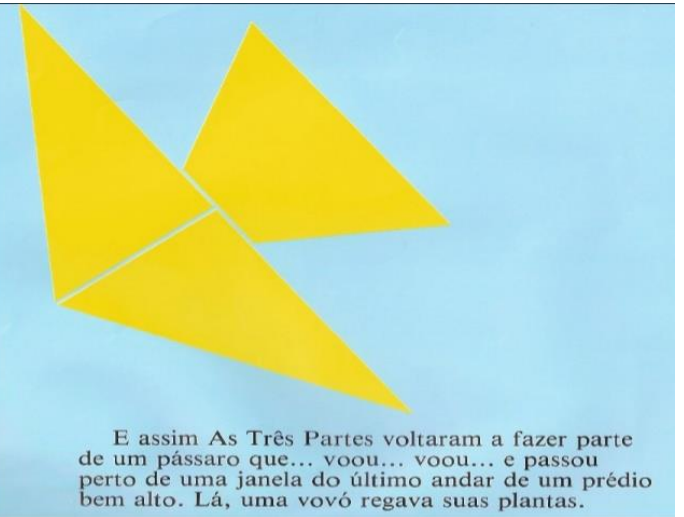 E assim As Três Partes voltaram a fazer parte
de um pássaro que... voou... voou... e passou
perto de uma janela do último andar de um prédio
bem alto. Lá, uma vovó regava suas plantas.